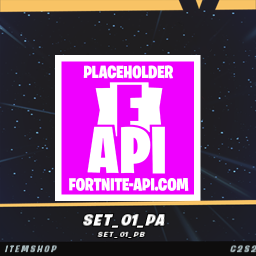 PLACEHOLDER
F
API
FORTNITE-API.COM
SET_01_PA
SET_01_PB
ITEMSHOP
C2S2